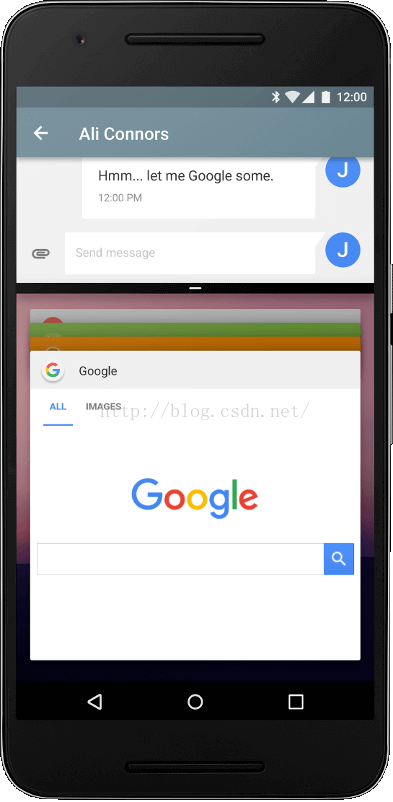 12:00
Ali Connors
Hmm... let me Google some.
J
12:00 PM
Send message
J
G
Google
ALL IMAGES
http://blog.csdn.net/
Google